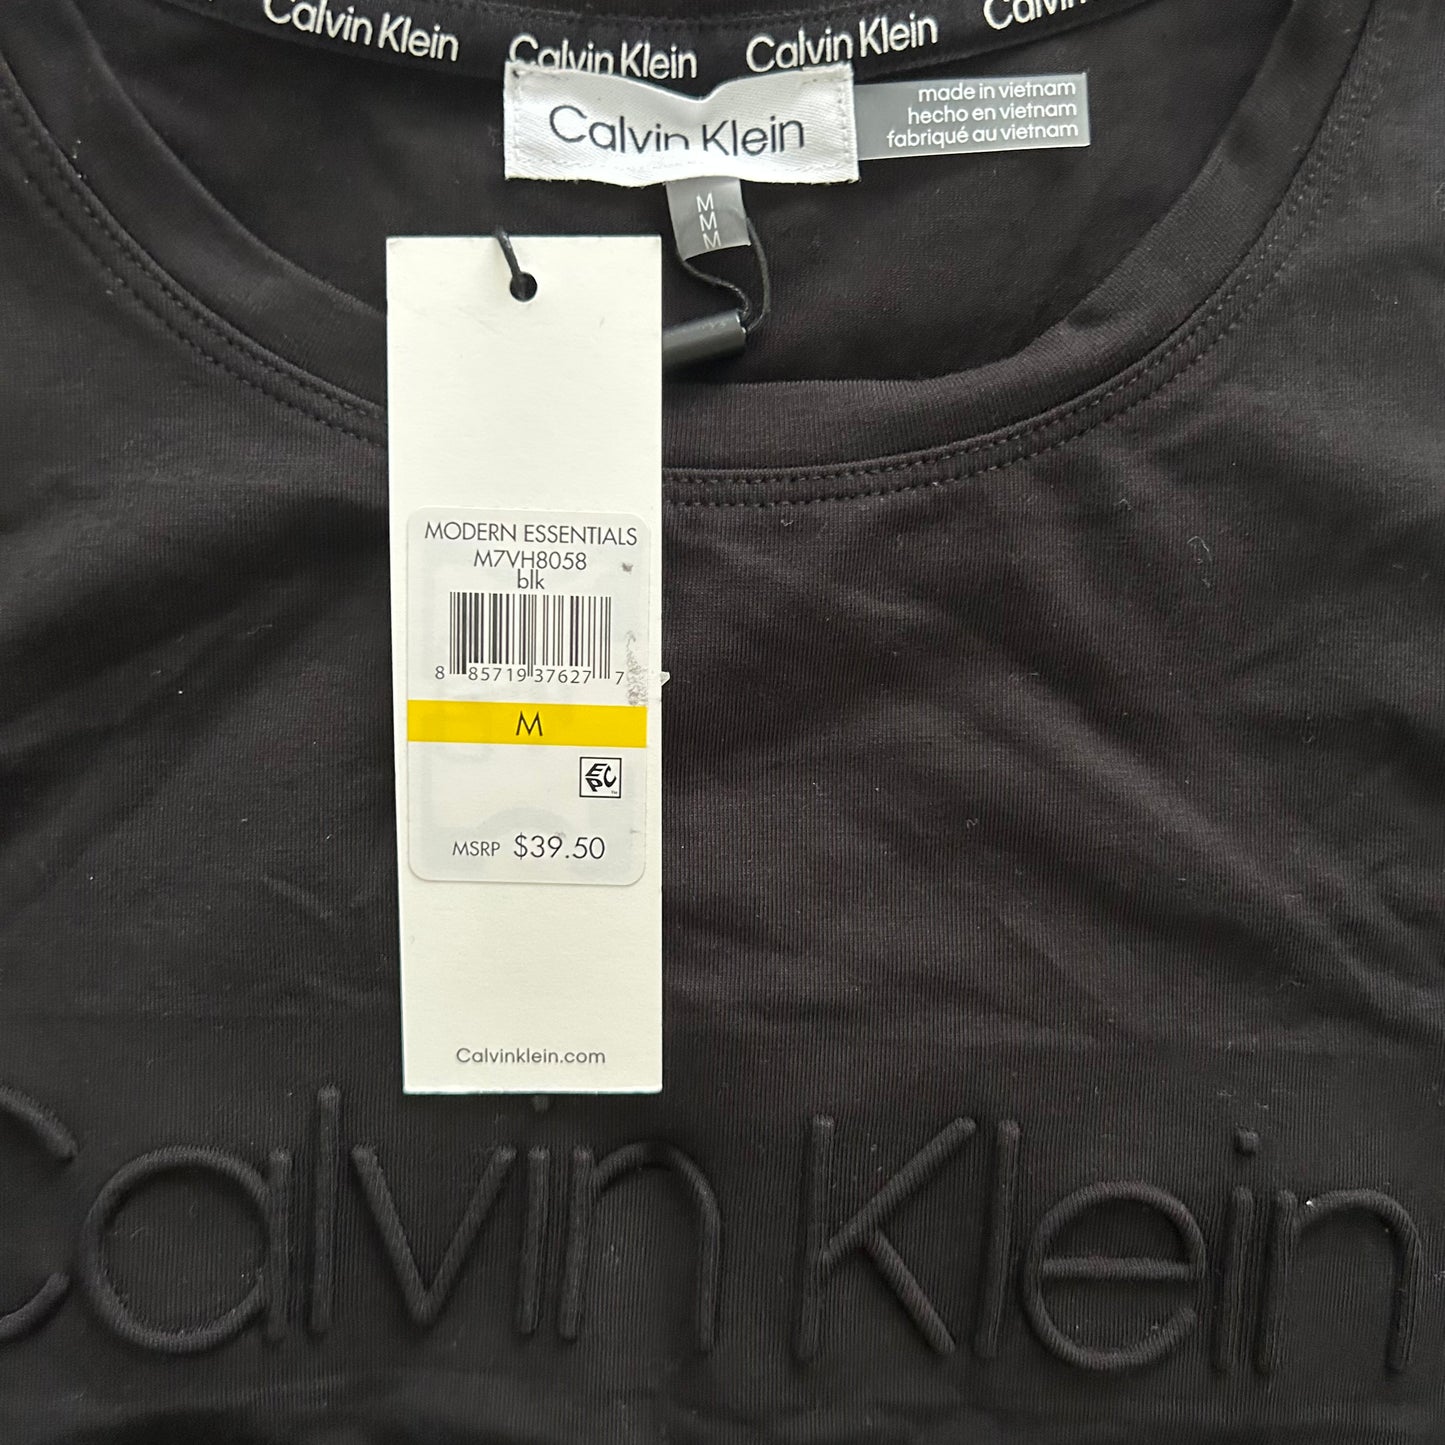 Calvin Klein Calvin Klein Calvin Klein Calvin
Calvin Klein
made in vietnam
hecho en vietnam
fabriqué au vietnam
M
M
M
MODERN ESSENTIALS
M7VH8058
blk
8 85719 37627 7
M
EPC
MSRP $39.50
Calvinklein.com
Calvin Klein